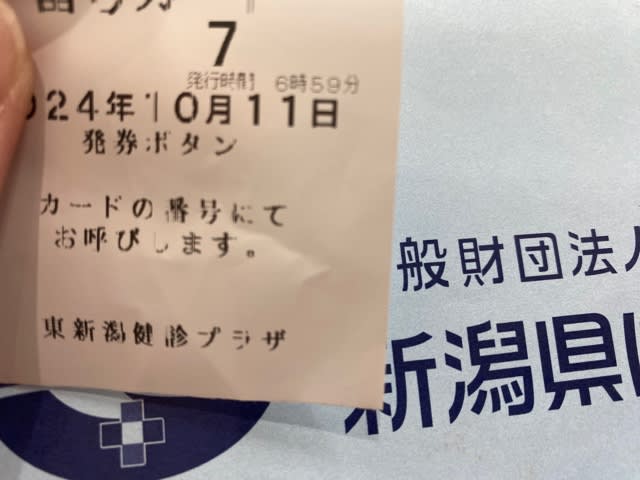 7
発行時間 6時59分
024年10月11日
発券ボタン
カードの番号にて
お呼びします。
東新潟健診プラザ
般財団法人
新潟県